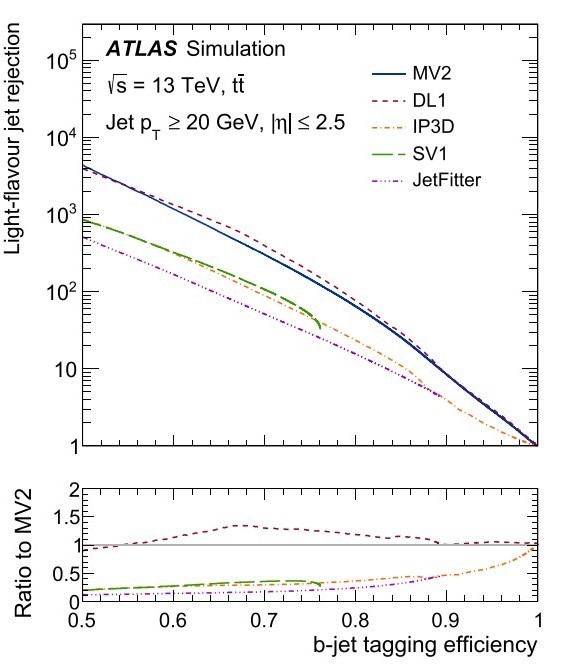 Light-flavour jet rejection
ATLAS Simulation
√s = 13 TeV, tt̄
Jet p_T ≥ 20 GeV, |η| ≤ 2.5
MV2
DL1
IP3D
SV1
JetFitter
10⁵
10⁴
10³
10²
10
1
Ratio to MV2
2
1.5
1
0.5
0
0.5 0.6 0.7 0.8 0.9 1
b-jet tagging efficiency